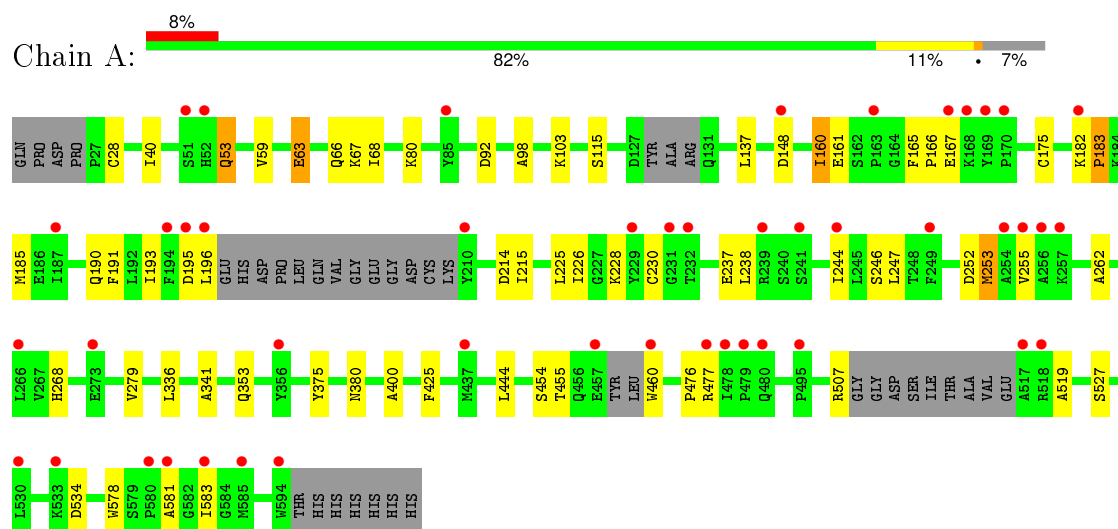 8%
Chain A:
82% 11% • 7%
GLN PRO ASP PRO P27 C28 I40 S51 H52 Q53 V59 E63 Q66 K67 I68 K80 Y85 D92 A98 K103 S115 D127 TYR ALA ARG Q131 L137 D148 I160 E161 S162 P163 G164 F165 P166 E167 K168 Y169 P170 C175 K182 P183 K184
M185 E186 I187 Q190 F191 L192 I193 F194 D195 L196 GLU HIS ASP PRO LEU GLN VAL GLY GLU GLY ASP CYS LYS Y210 D214 I215 L225 I226 G227 K228 Y229 C230 G231 T232 E237 L238 R239 S240 S241 I244 L245 S246 L247 T248 F249 D252 M253 A254 V255 A256 K257 A262
L266 V267 H268 E273 V279 L336 A341 Q353 Y356 Y375 N380 A400 F425 M437 L444 S454 T455 Q456 E457 TYR LEU W460 P476 R477 I478 P479 Q480 P495 R507 GLY GLY ASP SER ILE THR ALA VAL GLU A517 R518 A519 S527
L530 K533 D534 W578 S579 P580 A581 G582 I583 G584 M585 W594 THR HIS HIS HIS HIS HIS HIS